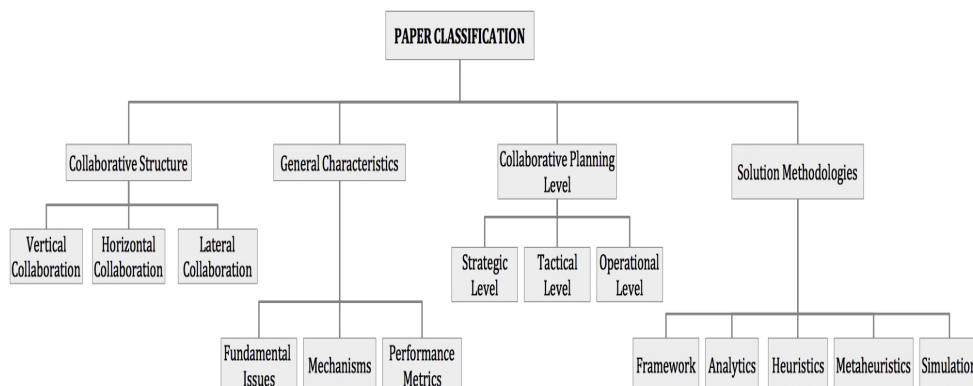 PAPER CLASSIFICATION
Collaborative Structure
General Characteristics
Collaborative Planning
Level
Solution Methodologies
Vertical
Collaboration
Horizontal
Collaboration
Lateral
Collaboration
Strategic
Level
Tactical
Level
Operational
Level
Fundamental
Issues
Mechanisms
Performance
Metrics
Framework
Analytics
Heuristics
Metaheuristics
Simulation